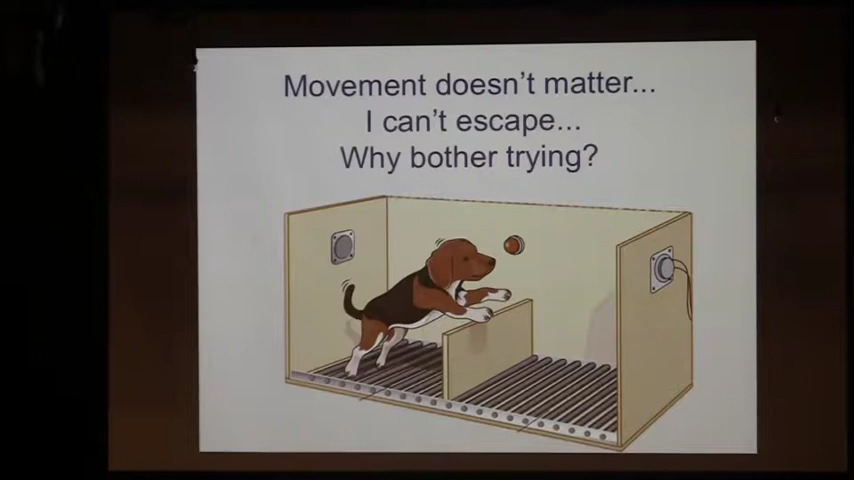 Movement doesn't matter...
I can't escape...
Why bother trying?